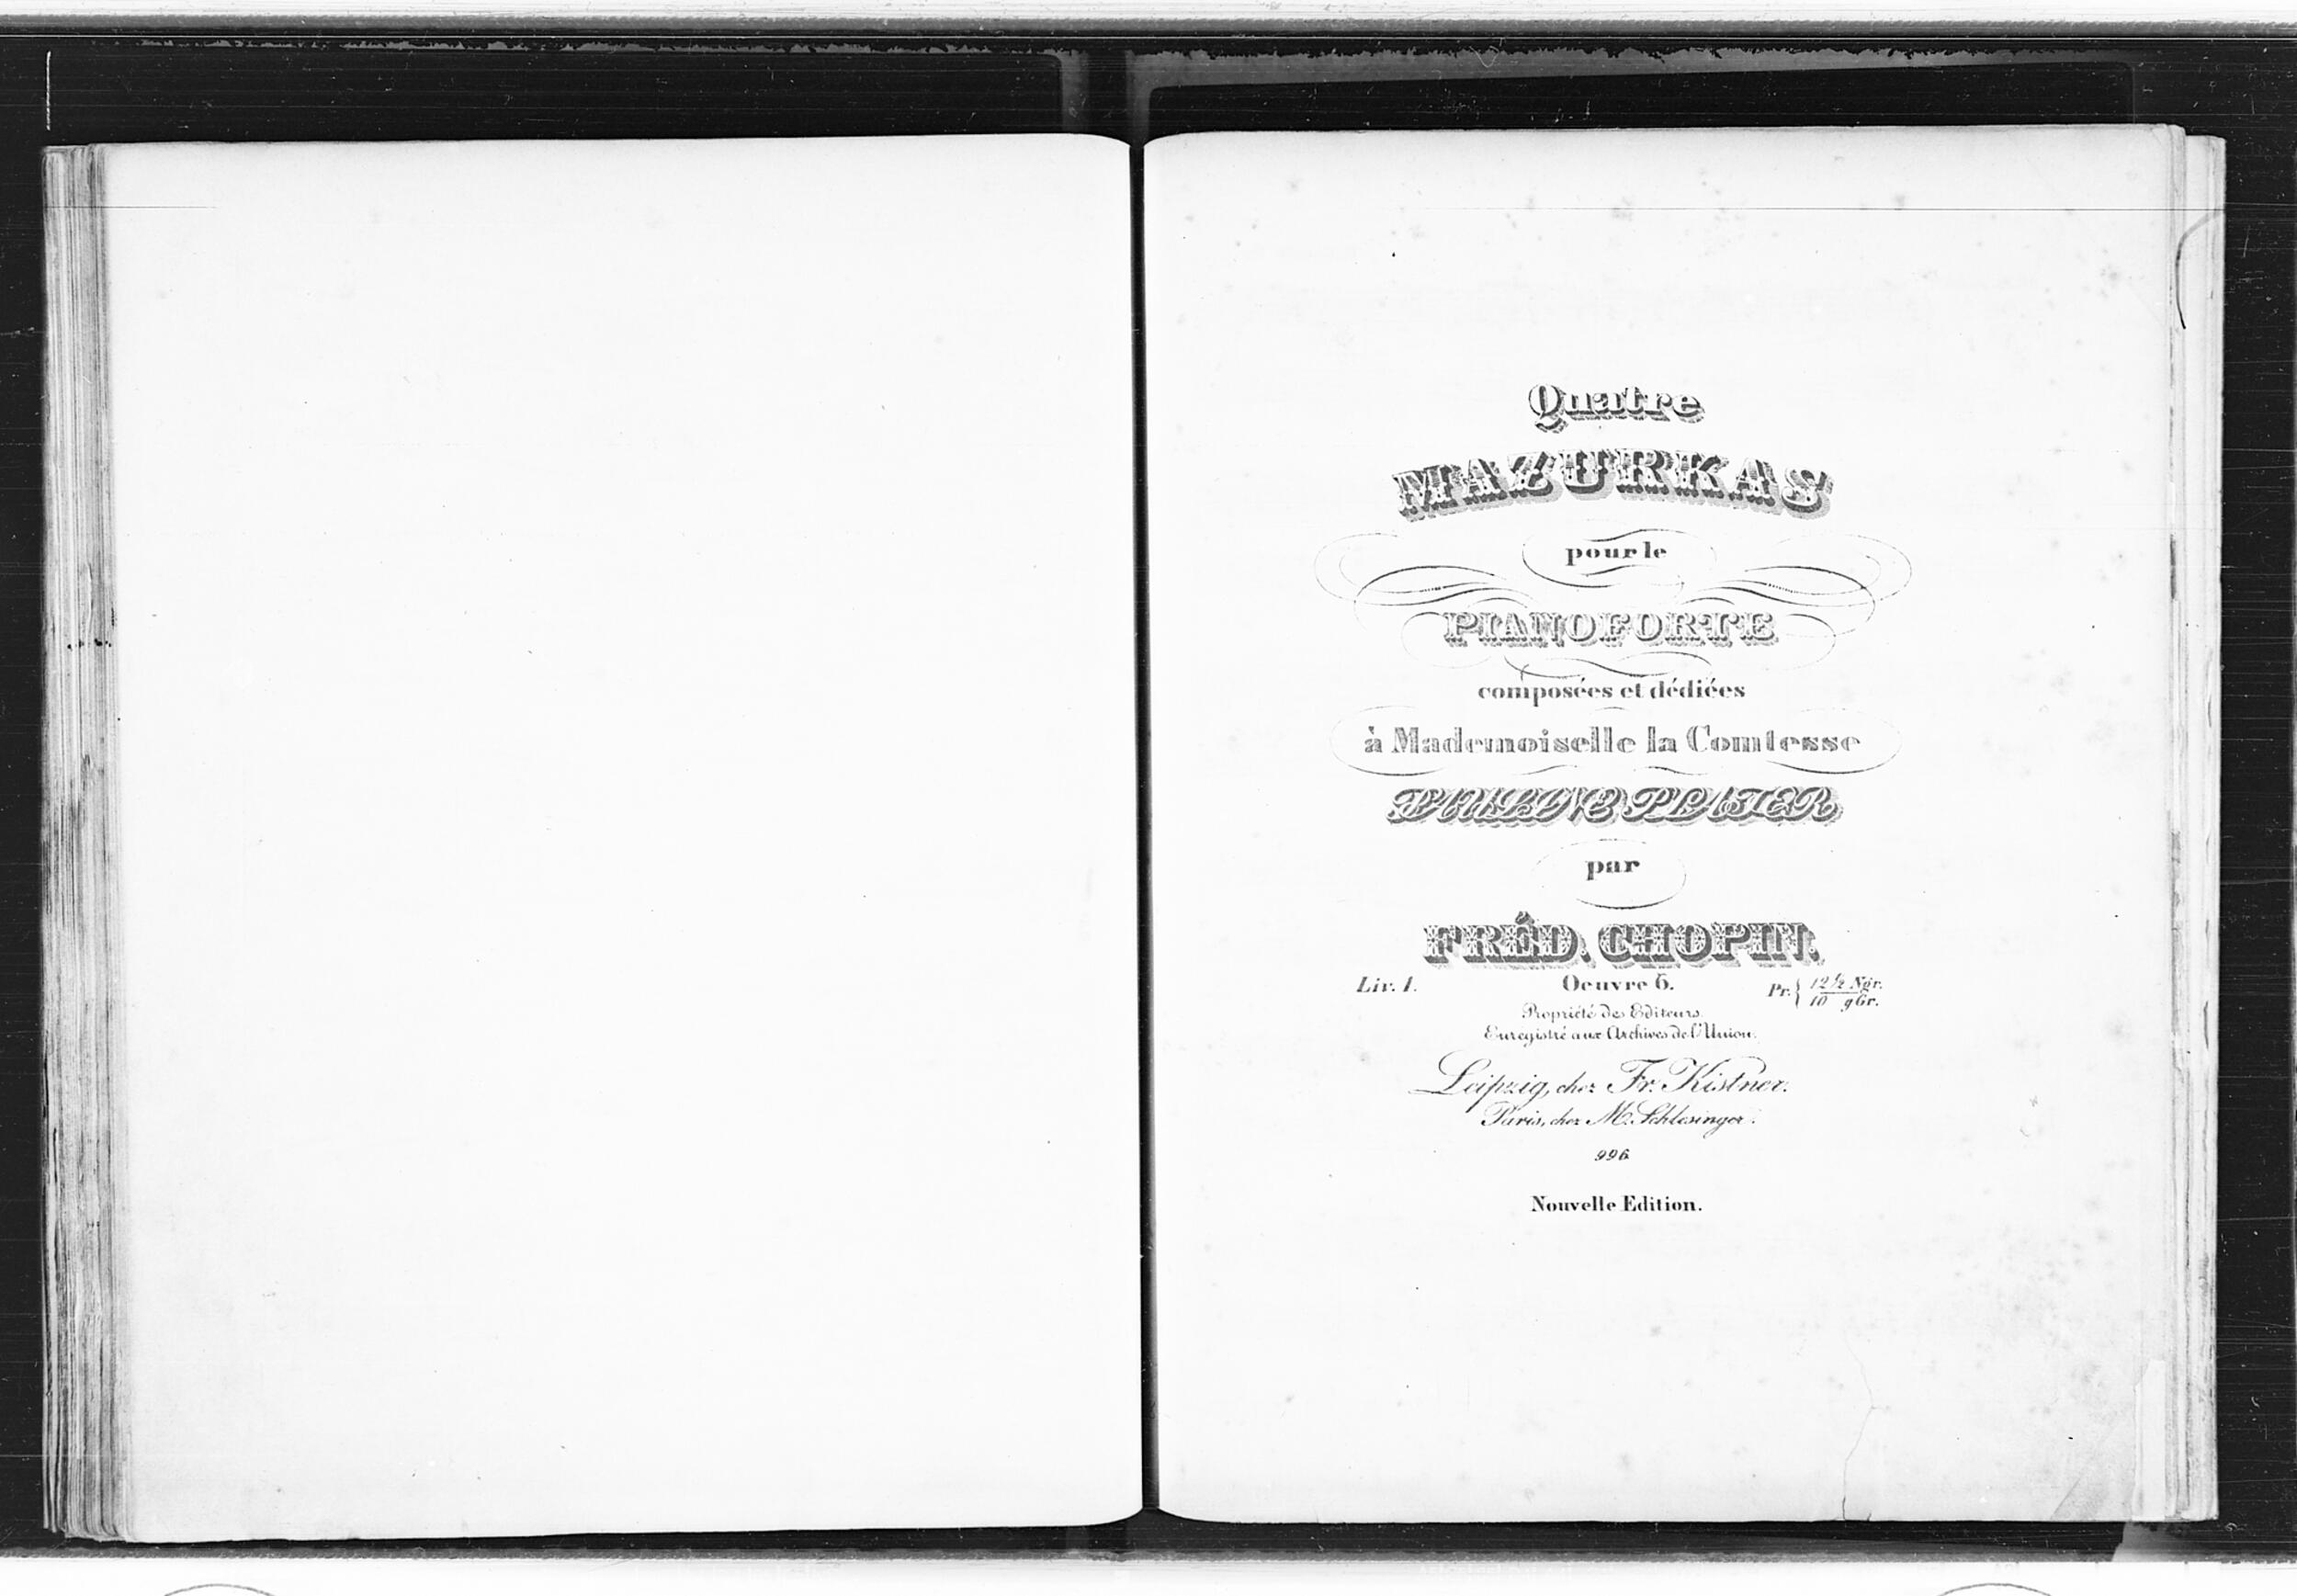 Quatre
MAZURKAS
pour le
PIANOFORTE
composées et dédiées
à Mademoiselle la Comtesse
PAULINE PLATER
par
FRÉD. CHOPIN.
Liv. 1. Oeuvre 6. Pr. { 12 1/2 Ngr.
10 gGr.
Propriété des Editeurs.
Enregistré aux Archives de l'Union.
Leipzig, chez Fr. Kistner.
Paris, chez M. Schlesinger.
996
Nouvelle Edition.